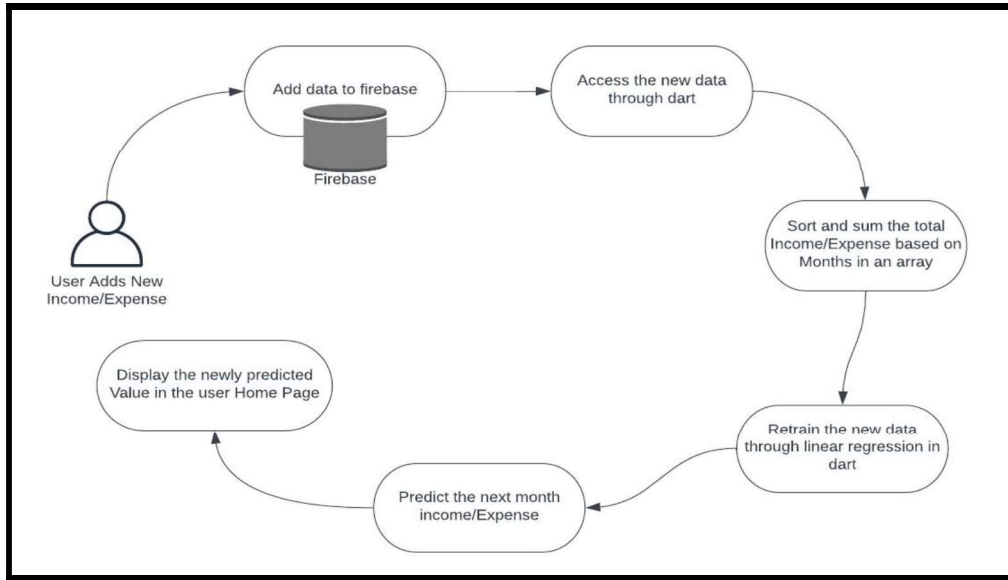 Add data to firebase
Firebase
Access the new data
through dart
User Adds New
Income/Expense
Sort and sum the total
Income/Expense based on
Months in an array
Retrain the new data
through linear regression in
dart
Predict the next month
income/Expense
Display the newly predicted
Value in the user Home Page